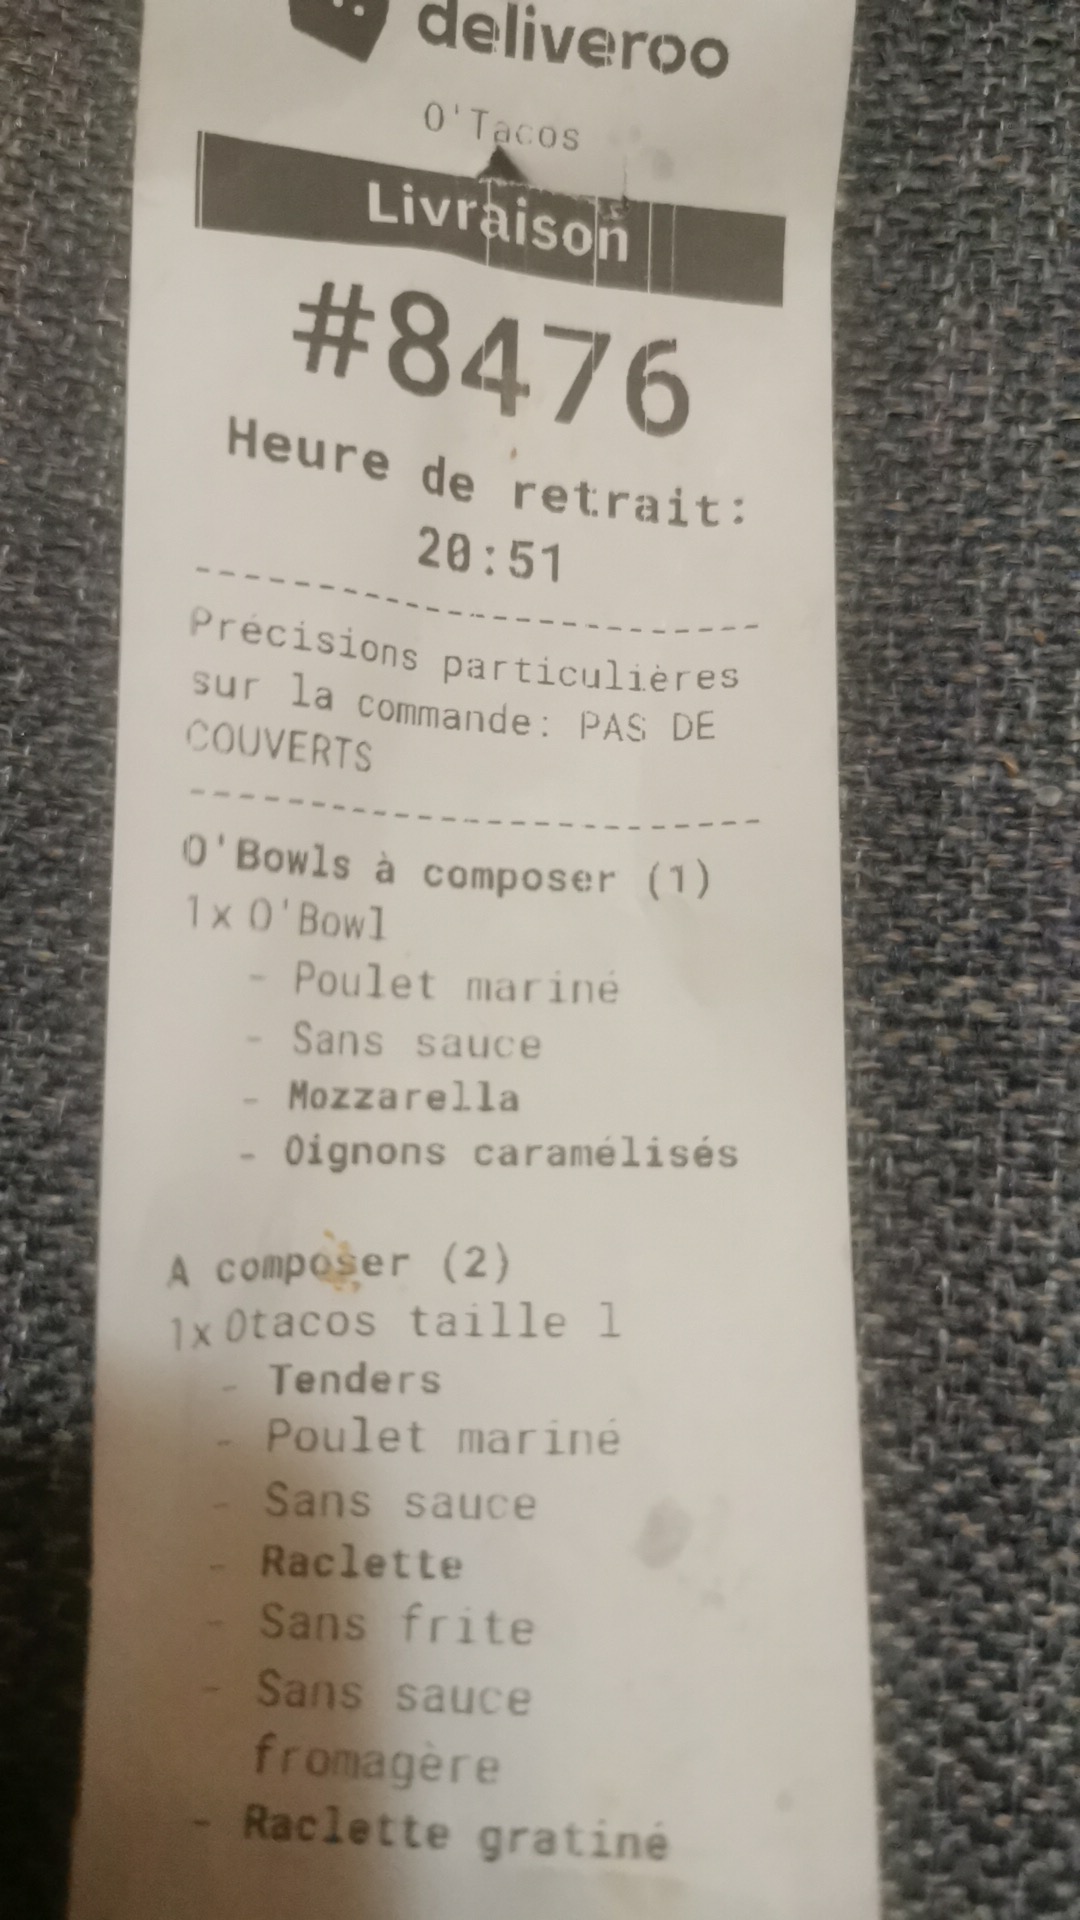 deliveroo
O'Tacos
Livraison
#8476
Heure de retrait:
20:51
Précisions particulières
sur la commande: PAS DE
COUVERTS
O'Bowls à composer (1)
1x O'Bowl
- Poulet mariné
- Sans sauce
- Mozzarella
- Oignons caramélisés
A composer (2)
1x Otacos taille l
- Tenders
- Poulet mariné
- Sans sauce
- Raclette
- Sans frite
- Sans sauce
fromagère
- Raclette gratiné